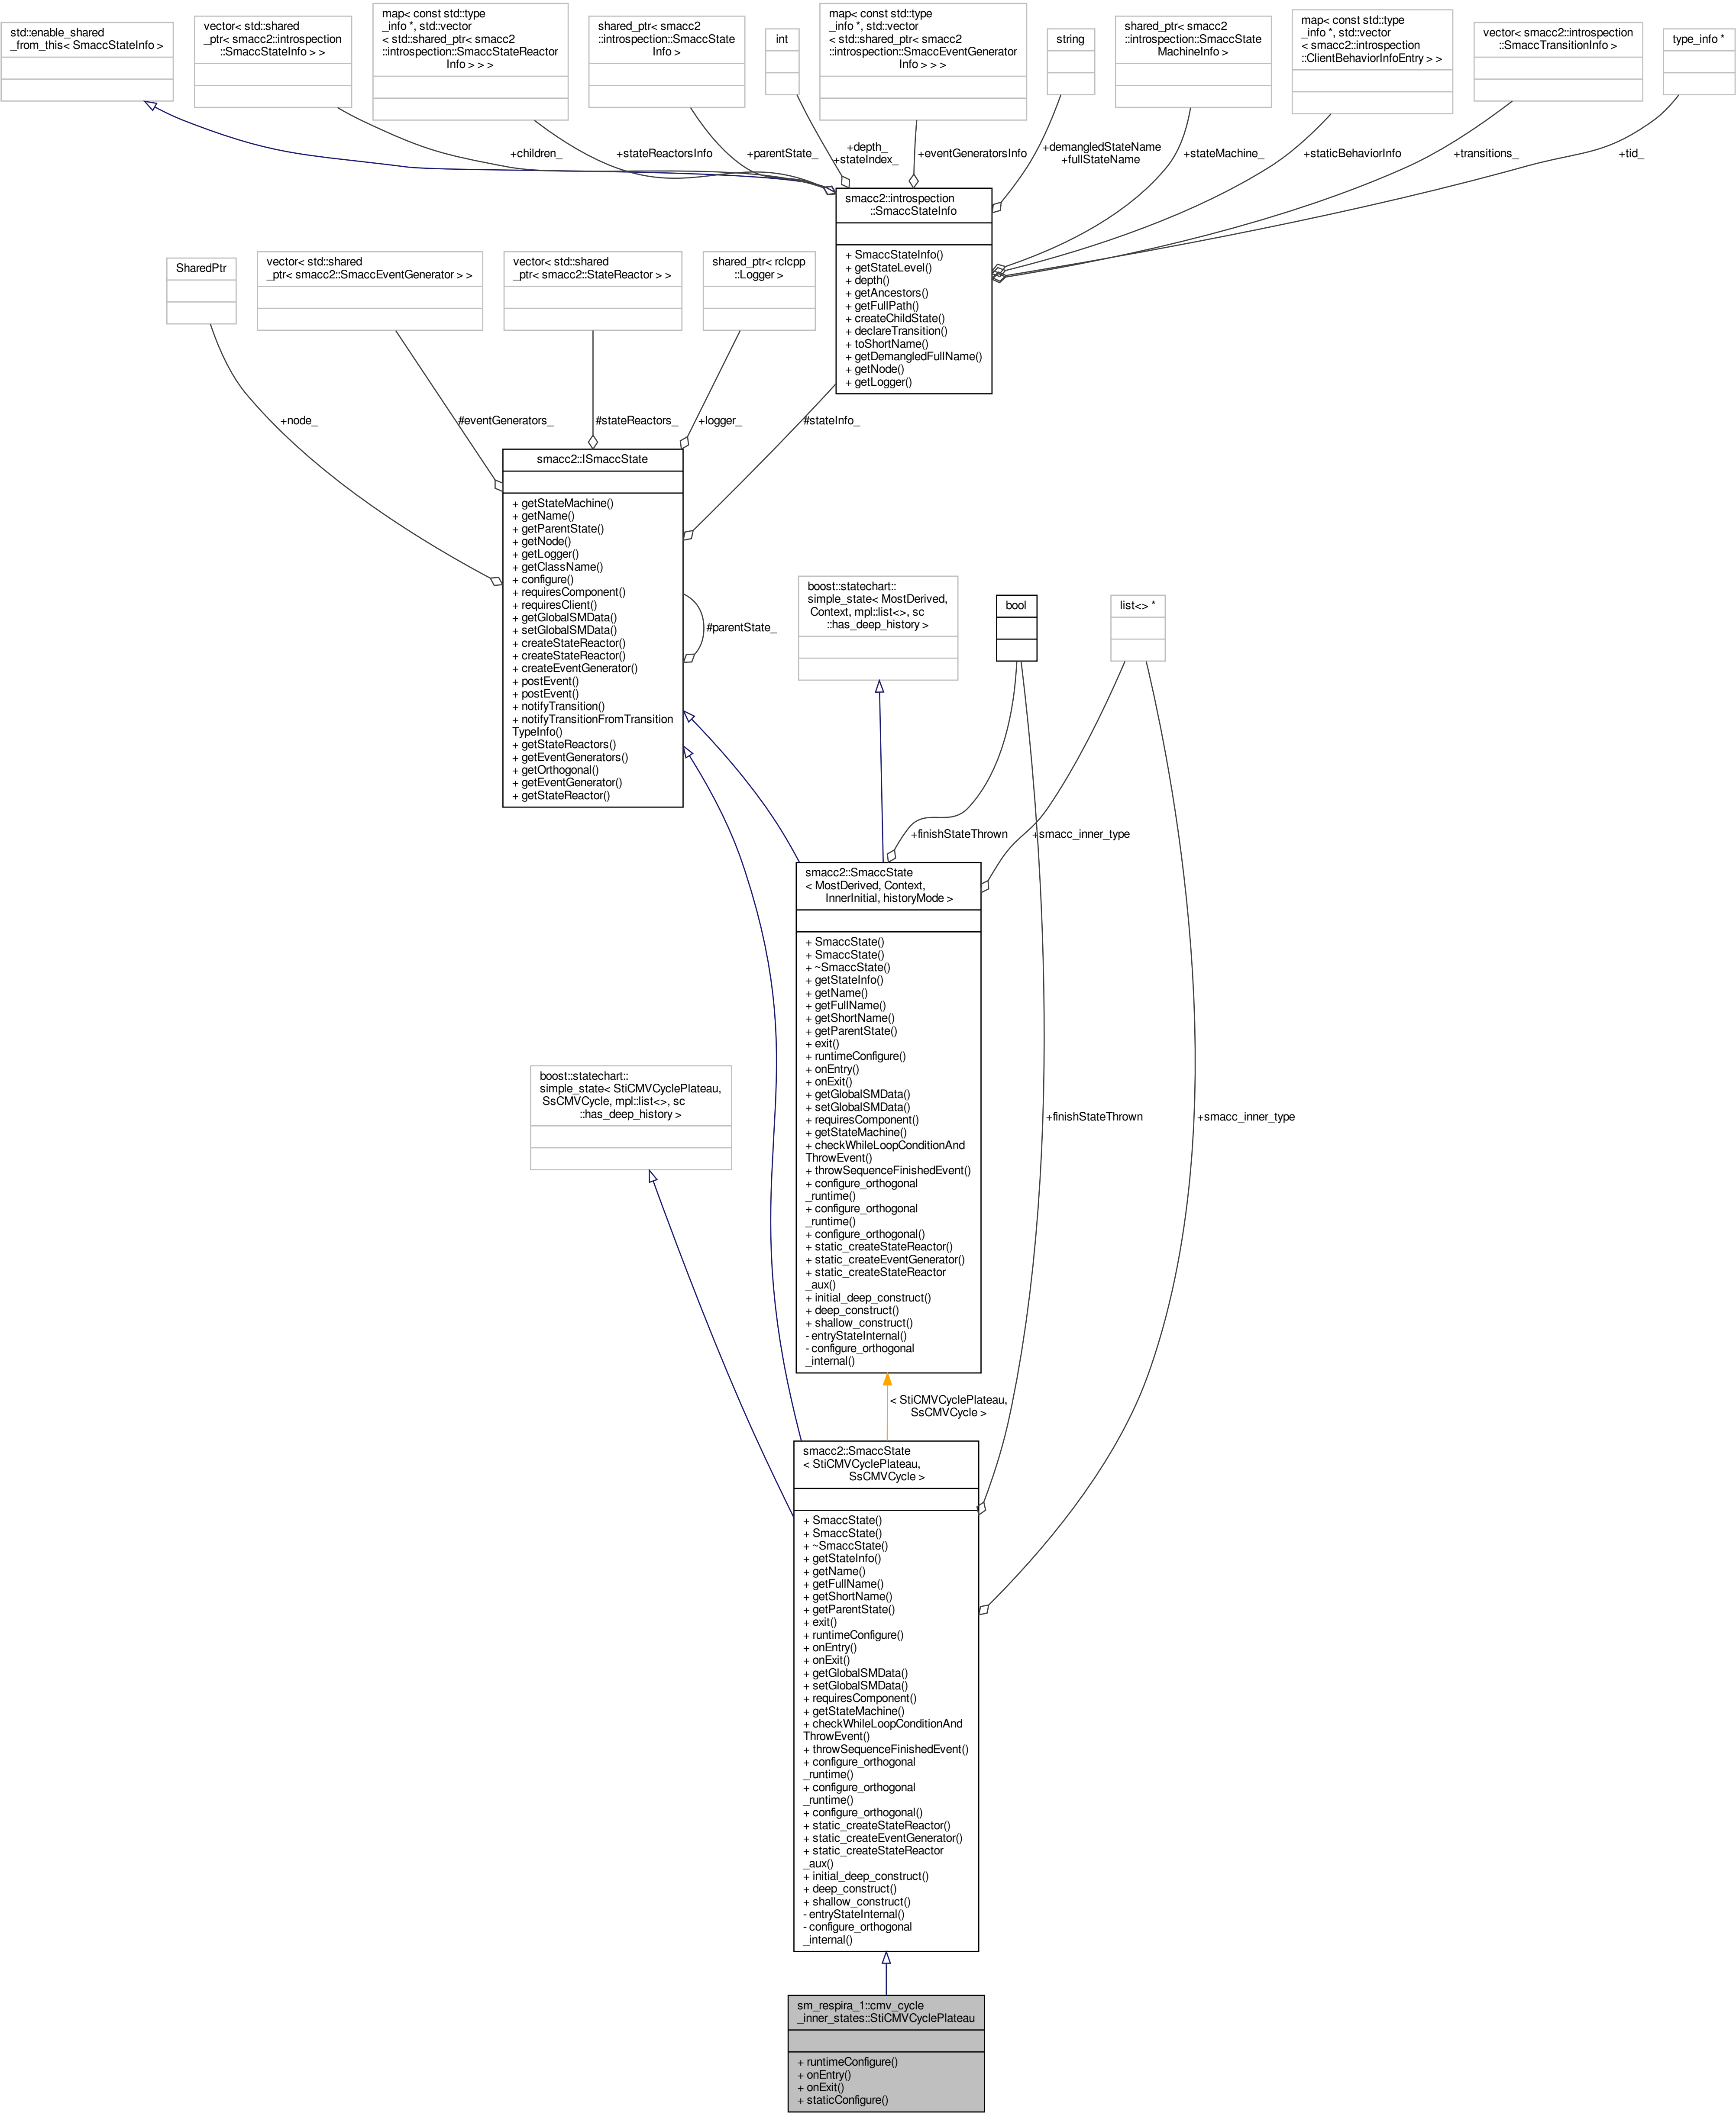 std::enable_shared
_from_this< SmaccStateInfo >
vector< std::shared
_ptr< smacc2::introspection
::SmaccStateInfo > >
map< const std::type
_info *, std::vector
< std::shared_ptr< smacc2
::introspection::SmaccStateReactor
Info > > >
shared_ptr< smacc2
::introspection::SmaccState
Info >
int
map< const std::type
_info *, std::vector
< std::shared_ptr< smacc2
::introspection::SmaccEventGenerator
Info > > >
string
shared_ptr< smacc2
::introspection::SmaccState
MachineInfo >
map< const std::type
_info *, std::vector
< smacc2::introspection
::ClientBehaviorInfoEntry > >
vector< smacc2::introspection
::SmaccTransitionInfo >
type_info *
+children_
+stateReactorsInfo
+parentState_
+depth_
+stateIndex_
+eventGeneratorsInfo
+demangledStateName
+fullStateName
+stateMachine_
+staticBehaviorInfo
+transitions_
+tid_
smacc2::introspection
::SmaccStateInfo
+ SmaccStateInfo()
+ getStateLevel()
+ depth()
+ getAncestors()
+ getFullPath()
+ createChildState()
+ declareTransition()
+ toShortName()
+ getDemangledFullName()
+ getNode()
+ getLogger()
SharedPtr
vector< std::shared
_ptr< smacc2::SmaccEventGenerator > >
vector< std::shared
_ptr< smacc2::StateReactor > >
shared_ptr< rclcpp
::Logger >
+node_
#eventGenerators_
#stateReactors_
+logger_
#stateInfo_
smacc2::ISmaccState
+ getStateMachine()
+ getName()
+ getParentState()
+ getNode()
+ getLogger()
+ getClassName()
+ configure()
+ requiresComponent()
+ requiresClient()
+ getGlobalSMData()
+ setGlobalSMData()
+ createStateReactor()
+ createStateReactor()
+ createEventGenerator()
+ postEvent()
+ postEvent()
+ notifyTransition()
+ notifyTransitionFromTransition
TypeInfo()
+ getStateReactors()
+ getEventGenerators()
+ getOrthogonal()
+ getEventGenerator()
+ getStateReactor()
#parentState_
boost::statechart::
simple_state< MostDerived,
Context, mpl::list<>, sc
::has_deep_history >
bool
list<> *
+finishStateThrown
+smacc_inner_type
smacc2::SmaccState
< MostDerived, Context,
InnerInitial, historyMode >
+ SmaccState()
+ SmaccState()
+ ~SmaccState()
+ getStateInfo()
+ getName()
+ getFullName()
+ getShortName()
+ getParentState()
+ exit()
+ runtimeConfigure()
+ onEntry()
+ onExit()
+ getGlobalSMData()
+ setGlobalSMData()
+ requiresComponent()
+ getStateMachine()
+ checkWhileLoopConditionAnd
ThrowEvent()
+ throwSequenceFinishedEvent()
+ configure_orthogonal
_runtime()
+ configure_orthogonal
_runtime()
+ configure_orthogonal()
+ static_createStateReactor()
+ static_createEventGenerator()
+ static_createStateReactor
_aux()
+ initial_deep_construct()
+ deep_construct()
+ shallow_construct()
- entryStateInternal()
- configure_orthogonal
_internal()
boost::statechart::
simple_state< StiCMVCyclePlateau,
SsCMVCycle, mpl::list<>, sc
::has_deep_history >
+finishStateThrown
+smacc_inner_type
< StiCMVCyclePlateau,
SsCMVCycle >
smacc2::SmaccState
< StiCMVCyclePlateau,
SsCMVCycle >
+ SmaccState()
+ SmaccState()
+ ~SmaccState()
+ getStateInfo()
+ getName()
+ getFullName()
+ getShortName()
+ getParentState()
+ exit()
+ runtimeConfigure()
+ onEntry()
+ onExit()
+ getGlobalSMData()
+ setGlobalSMData()
+ requiresComponent()
+ getStateMachine()
+ checkWhileLoopConditionAnd
ThrowEvent()
+ throwSequenceFinishedEvent()
+ configure_orthogonal
_runtime()
+ configure_orthogonal
_runtime()
+ configure_orthogonal()
+ static_createStateReactor()
+ static_createEventGenerator()
+ static_createStateReactor
_aux()
+ initial_deep_construct()
+ deep_construct()
+ shallow_construct()
- entryStateInternal()
- configure_orthogonal
_internal()
sm_respira_1::cmv_cycle
_inner_states::StiCMVCyclePlateau
+ runtimeConfigure()
+ onEntry()
+ onExit()
+ staticConfigure()